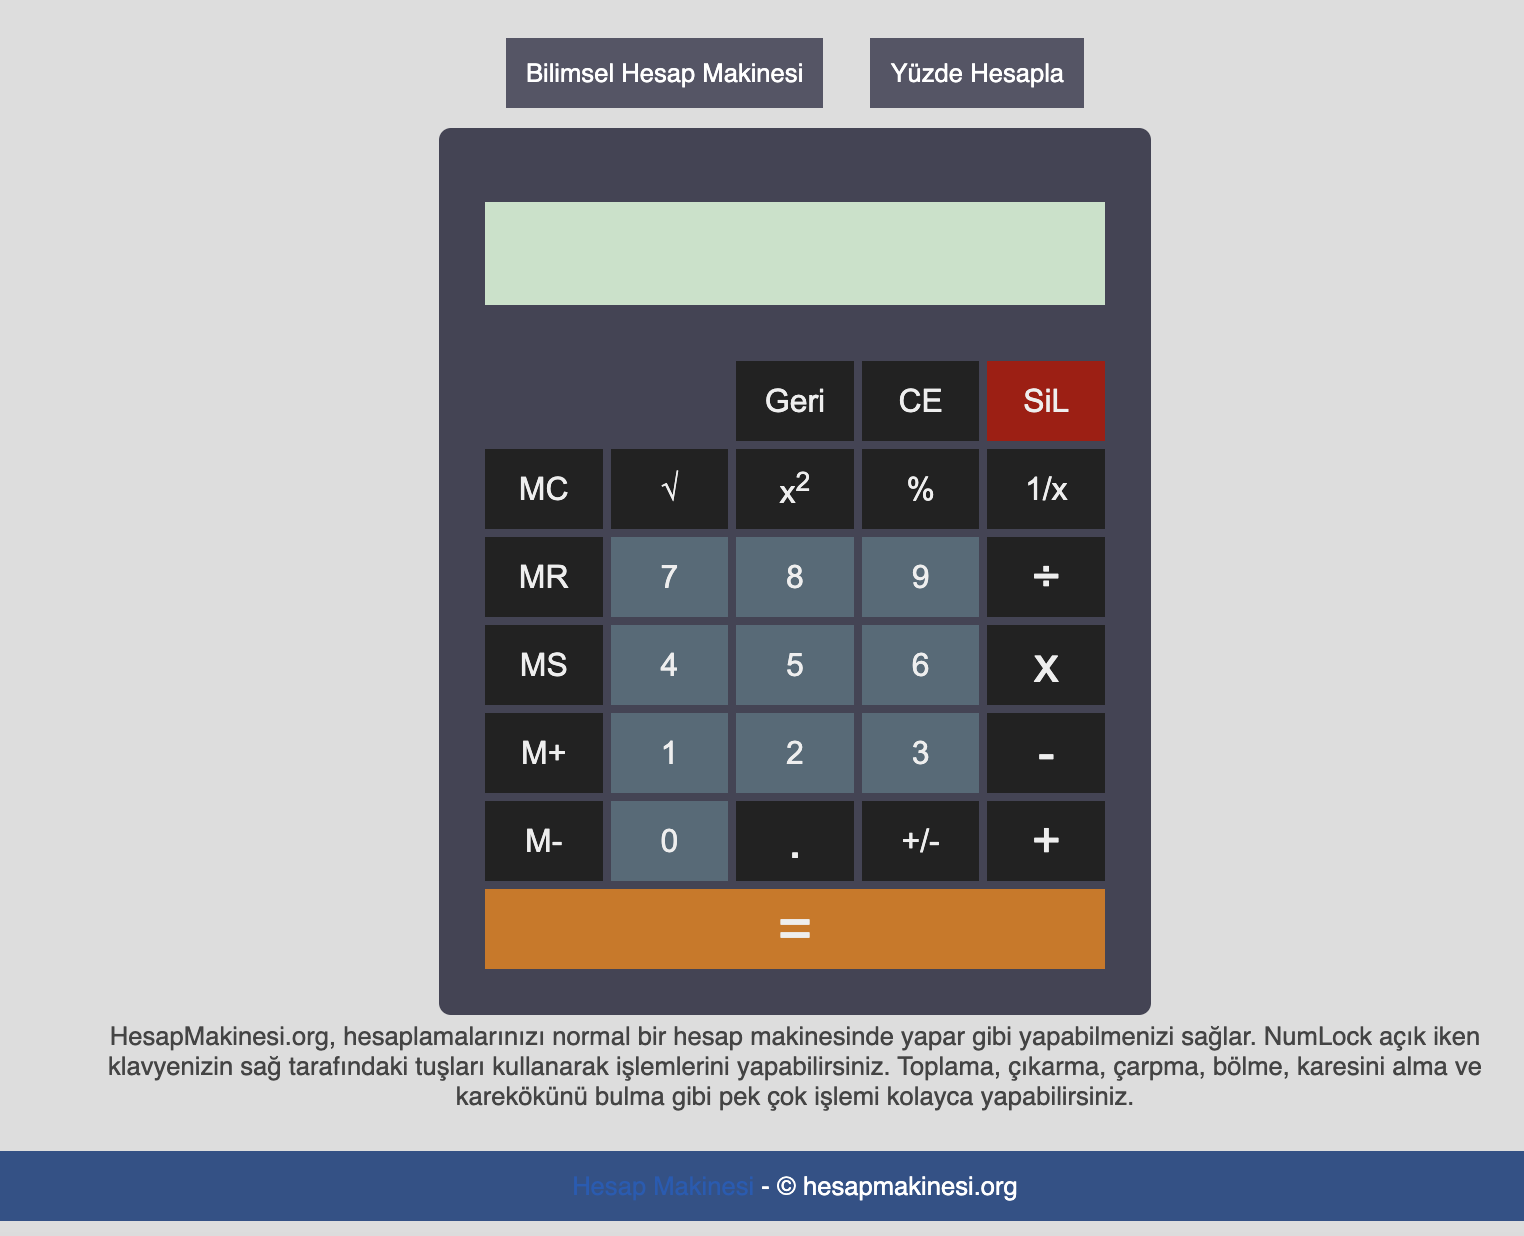 Bilimsel Hesap Makinesi Yüzde Hesapla
Geri CE SiL
MC √ x² % 1/x
MR 7 8 9 ÷
MS 4 5 6 x
M+ 1 2 3 -
M- 0 . +/- +
=
HesapMakinesi.org, hesaplamalarınızı normal bir hesap makinesinde yapar gibi yapabilmenizi sağlar. NumLock açık iken
klavyenizin sağ tarafındaki tuşları kullanarak işlemlerini yapabilirsiniz. Toplama, çıkarma, çarpma, bölme, karesini alma ve
karekökünü bulma gibi pek çok işlemi kolayca yapabilirsiniz.
Hesap Makinesi - © hesapmakinesi.org